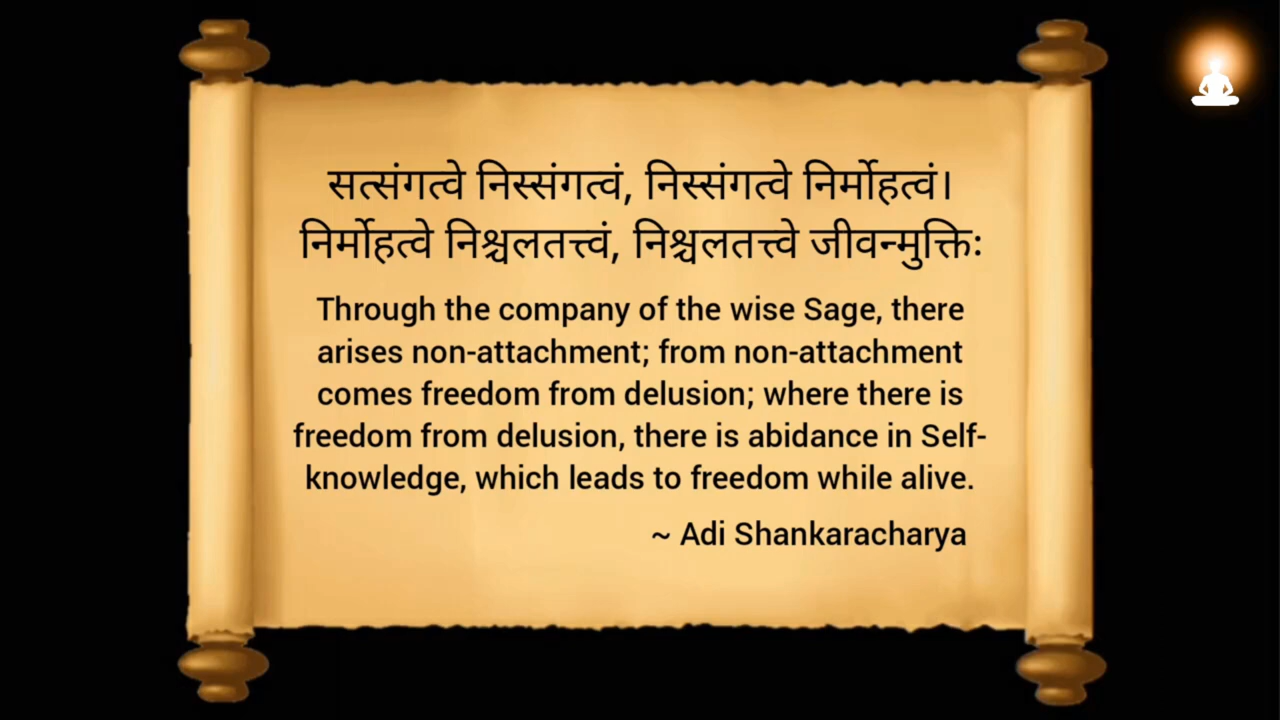 सत्संगत्वे निस्संगत्वं, निस्संगत्वे निर्मोहत्वं।
निर्मोहत्वे निश्चलतत्त्वं, निश्चलतत्त्वे जीवन्मुक्तिः
Through the company of the wise Sage, there
arises non-attachment; from non-attachment
comes freedom from delusion; where there is
freedom from delusion, there is abidance in Self-
knowledge, which leads to freedom while alive.
~ Adi Shankaracharya